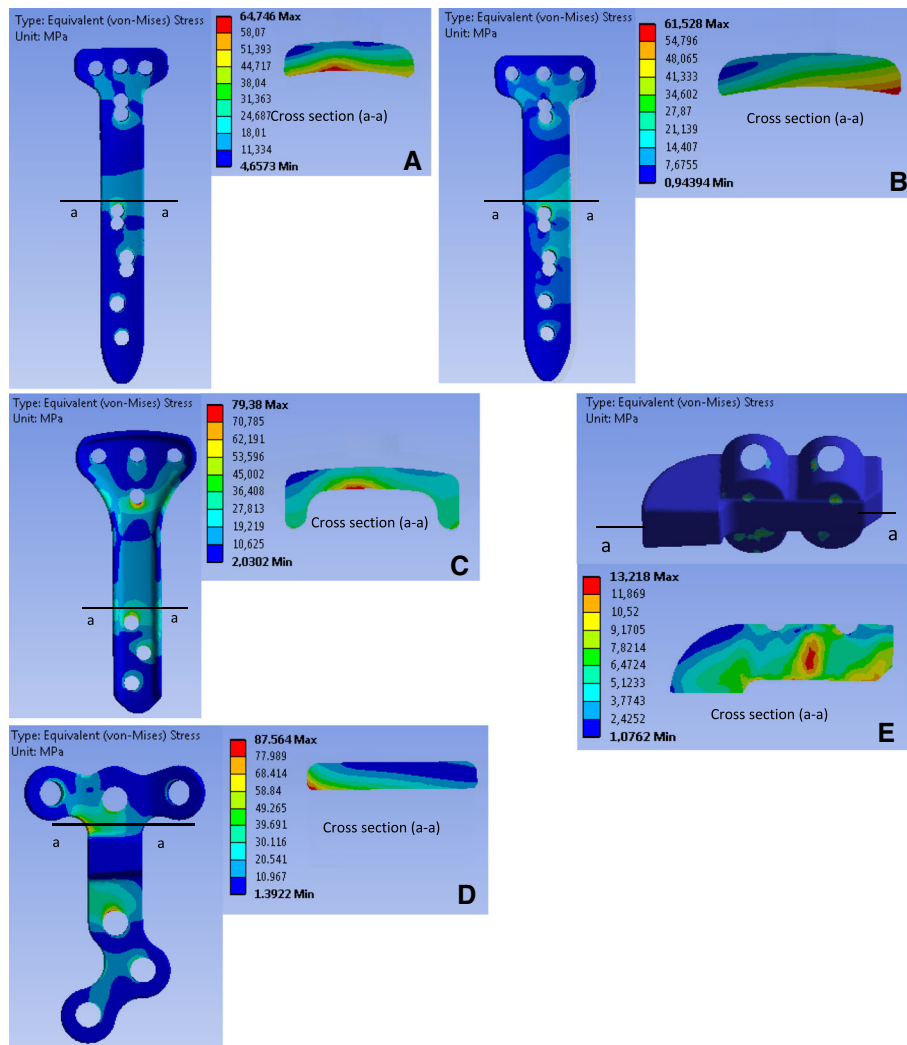 Type: Equivalent (von-Mises) Stress
Unit: MPa
64,746 Max
58,07
51,393
44,717
38,04
31,363
24,687
18,01
11,334
4,6573 Min
Cross section (a-a)
A
a a
Type: Equivalent (von-Mises) Stress
Unit: MPa
61,528 Max
54,796
48,065
41,333
34,602
27,87
21,139
14,407
7,6755
0,94394 Min
Cross section (a-a)
B
a a
Type: Equivalent (von-Mises) Stress
Unit: MPa
79,38 Max
70,785
62,191
53,596
45,002
36,408
27,813
19,219
10,625
2,0302 Min
Cross section (a-a)
C
a a
Type: Equivalent (von-Mises) Stress
Unit: MPa
a a
13,218 Max
11,869
10,52
9,1705
7,8214
6,4724
5,1233
3,7743
2,4252
1,0762 Min
Cross section (a-a)
E
Type: Equivalent (von-Mises) Stress
Unit: MPa
87.564 Max
77.989
68.414
58.84
49.265
39.691
30.116
20.541
10.967
1.3922 Min
Cross section (a-a)
D
a a